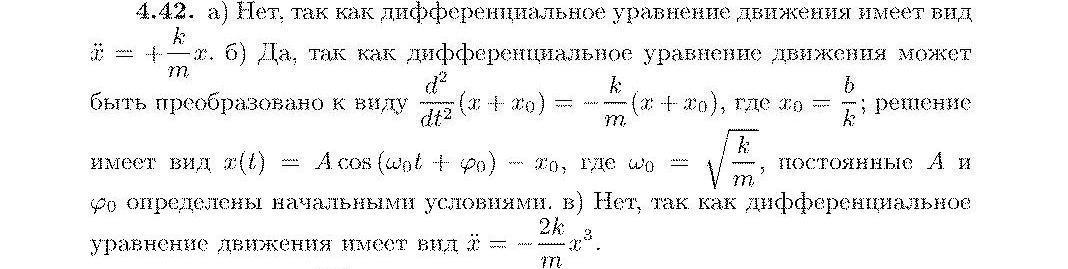 4.42. а) Нет, так как дифференциальное уравнение движения имеет вид
ẍ = +k/m x. б) Да, так как дифференциальное уравнение движения может
быть преобразовано к виду d²/dt² (x + x₀) = −k/m (x + x₀), где x₀ = b/k; решение
имеет вид x(t) = A cos (ω₀t + φ₀) − x₀, где ω₀ = √(k/m), постоянные A и
φ₀ определены начальными условиями. в) Нет, так как дифференциальное
уравнение движения имеет вид ẍ = −2k/m x³.